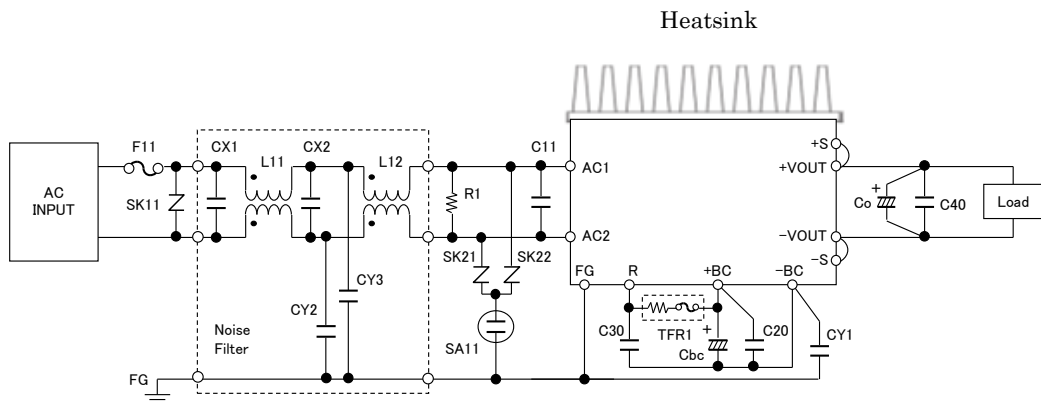 Heatsink
F11
CX1
L11
CX2
L12
C11
+S
+VOUT
AC1
AC
INPUT
SK11
R1
Co
+
C40
Load
AC2
-VOUT
-S
SK21
SK22
FG
R
+BC
-BC
CY2
CY3
SA11
C30
TFR1
+
Cbc
C20
CY1
Noise
Filter
FG